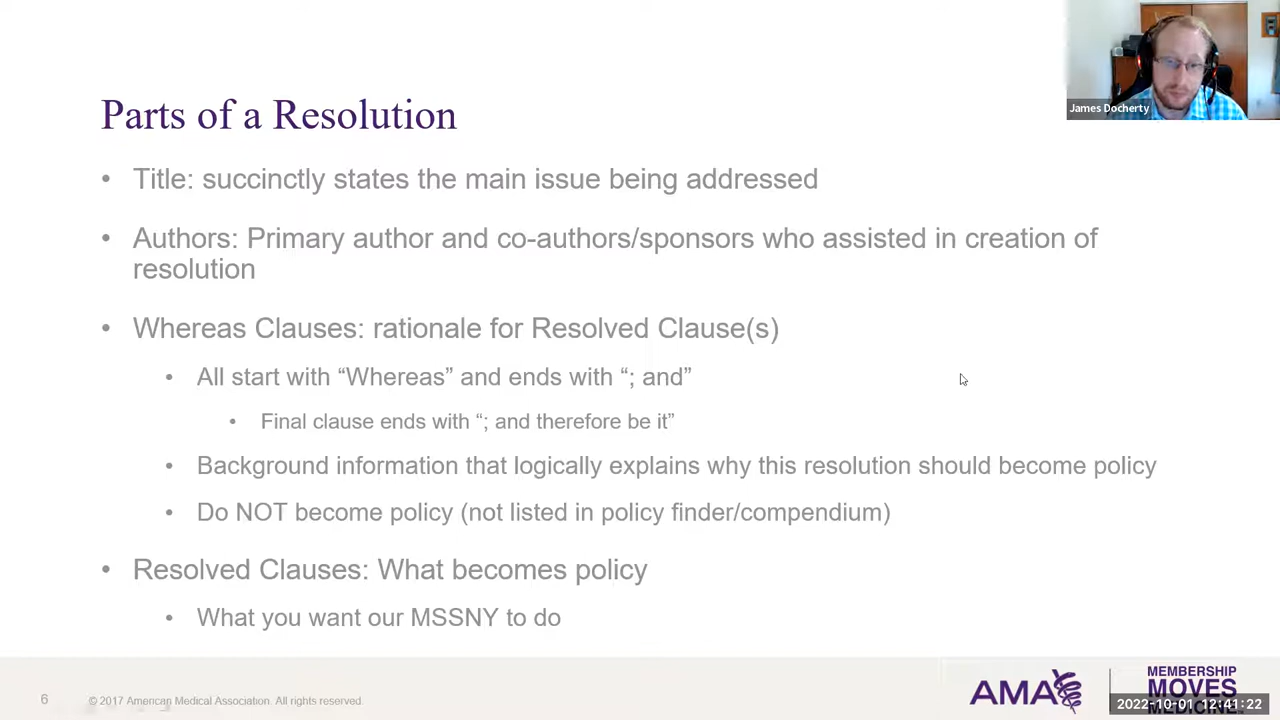 Parts of a Resolution
James Docherty
• Title: succinctly states the main issue being addressed
• Authors: Primary author and co-authors/sponsors who assisted in creation of
resolution
• Whereas Clauses: rationale for Resolved Clause(s)
• All start with “Whereas” and ends with “; and”
• Final clause ends with “; and therefore be it”
• Background information that logically explains why this resolution should become policy
• Do NOT become policy (not listed in policy finder/compendium)
• Resolved Clauses: What becomes policy
• What you want our MSSNY to do
6
© 2017 American Medical Association. All rights reserved.
AMA
MEMBERSHIP
MOVES
MEDICINE
2022-10-01 12:41:22